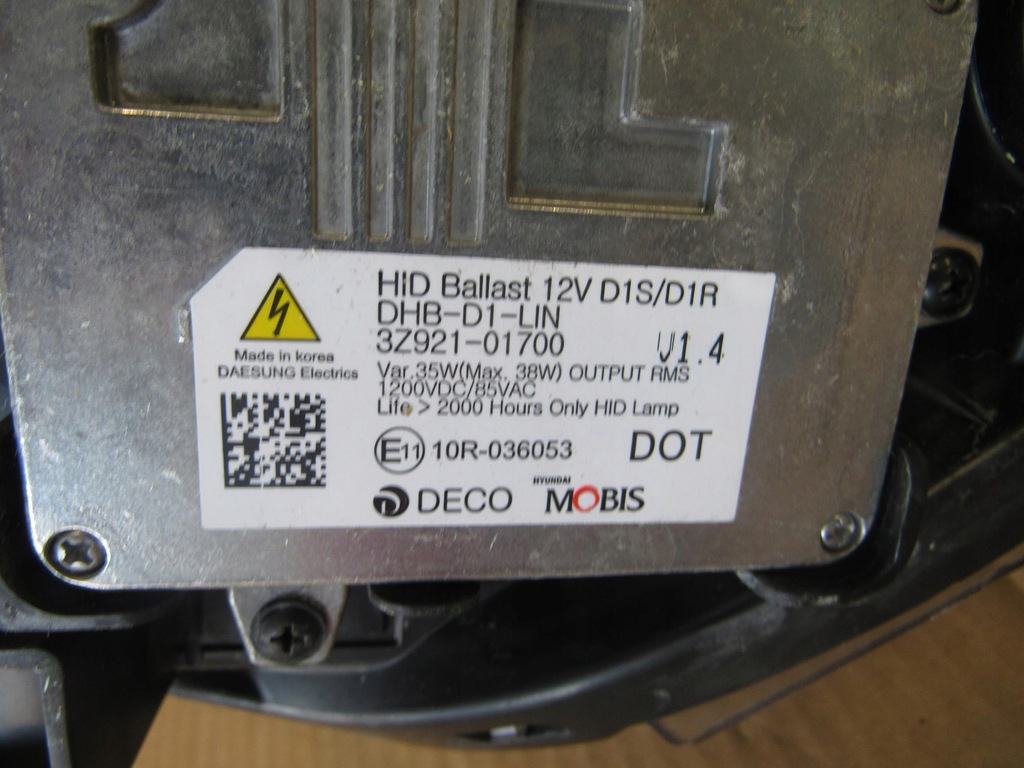 HiD Ballast 12V D1S/D1R
DHB-D1-LIN
3Z921-01700
V1.4
Made in korea
DAESUNG Electrics
Var.35W(Max. 38W) OUTPUT RMS
1200VDC/85VAC
Life > 2000 Hours Only HID Lamp
E11 10R-036053
DOT
DECO
HYUNDAI
MOBIS